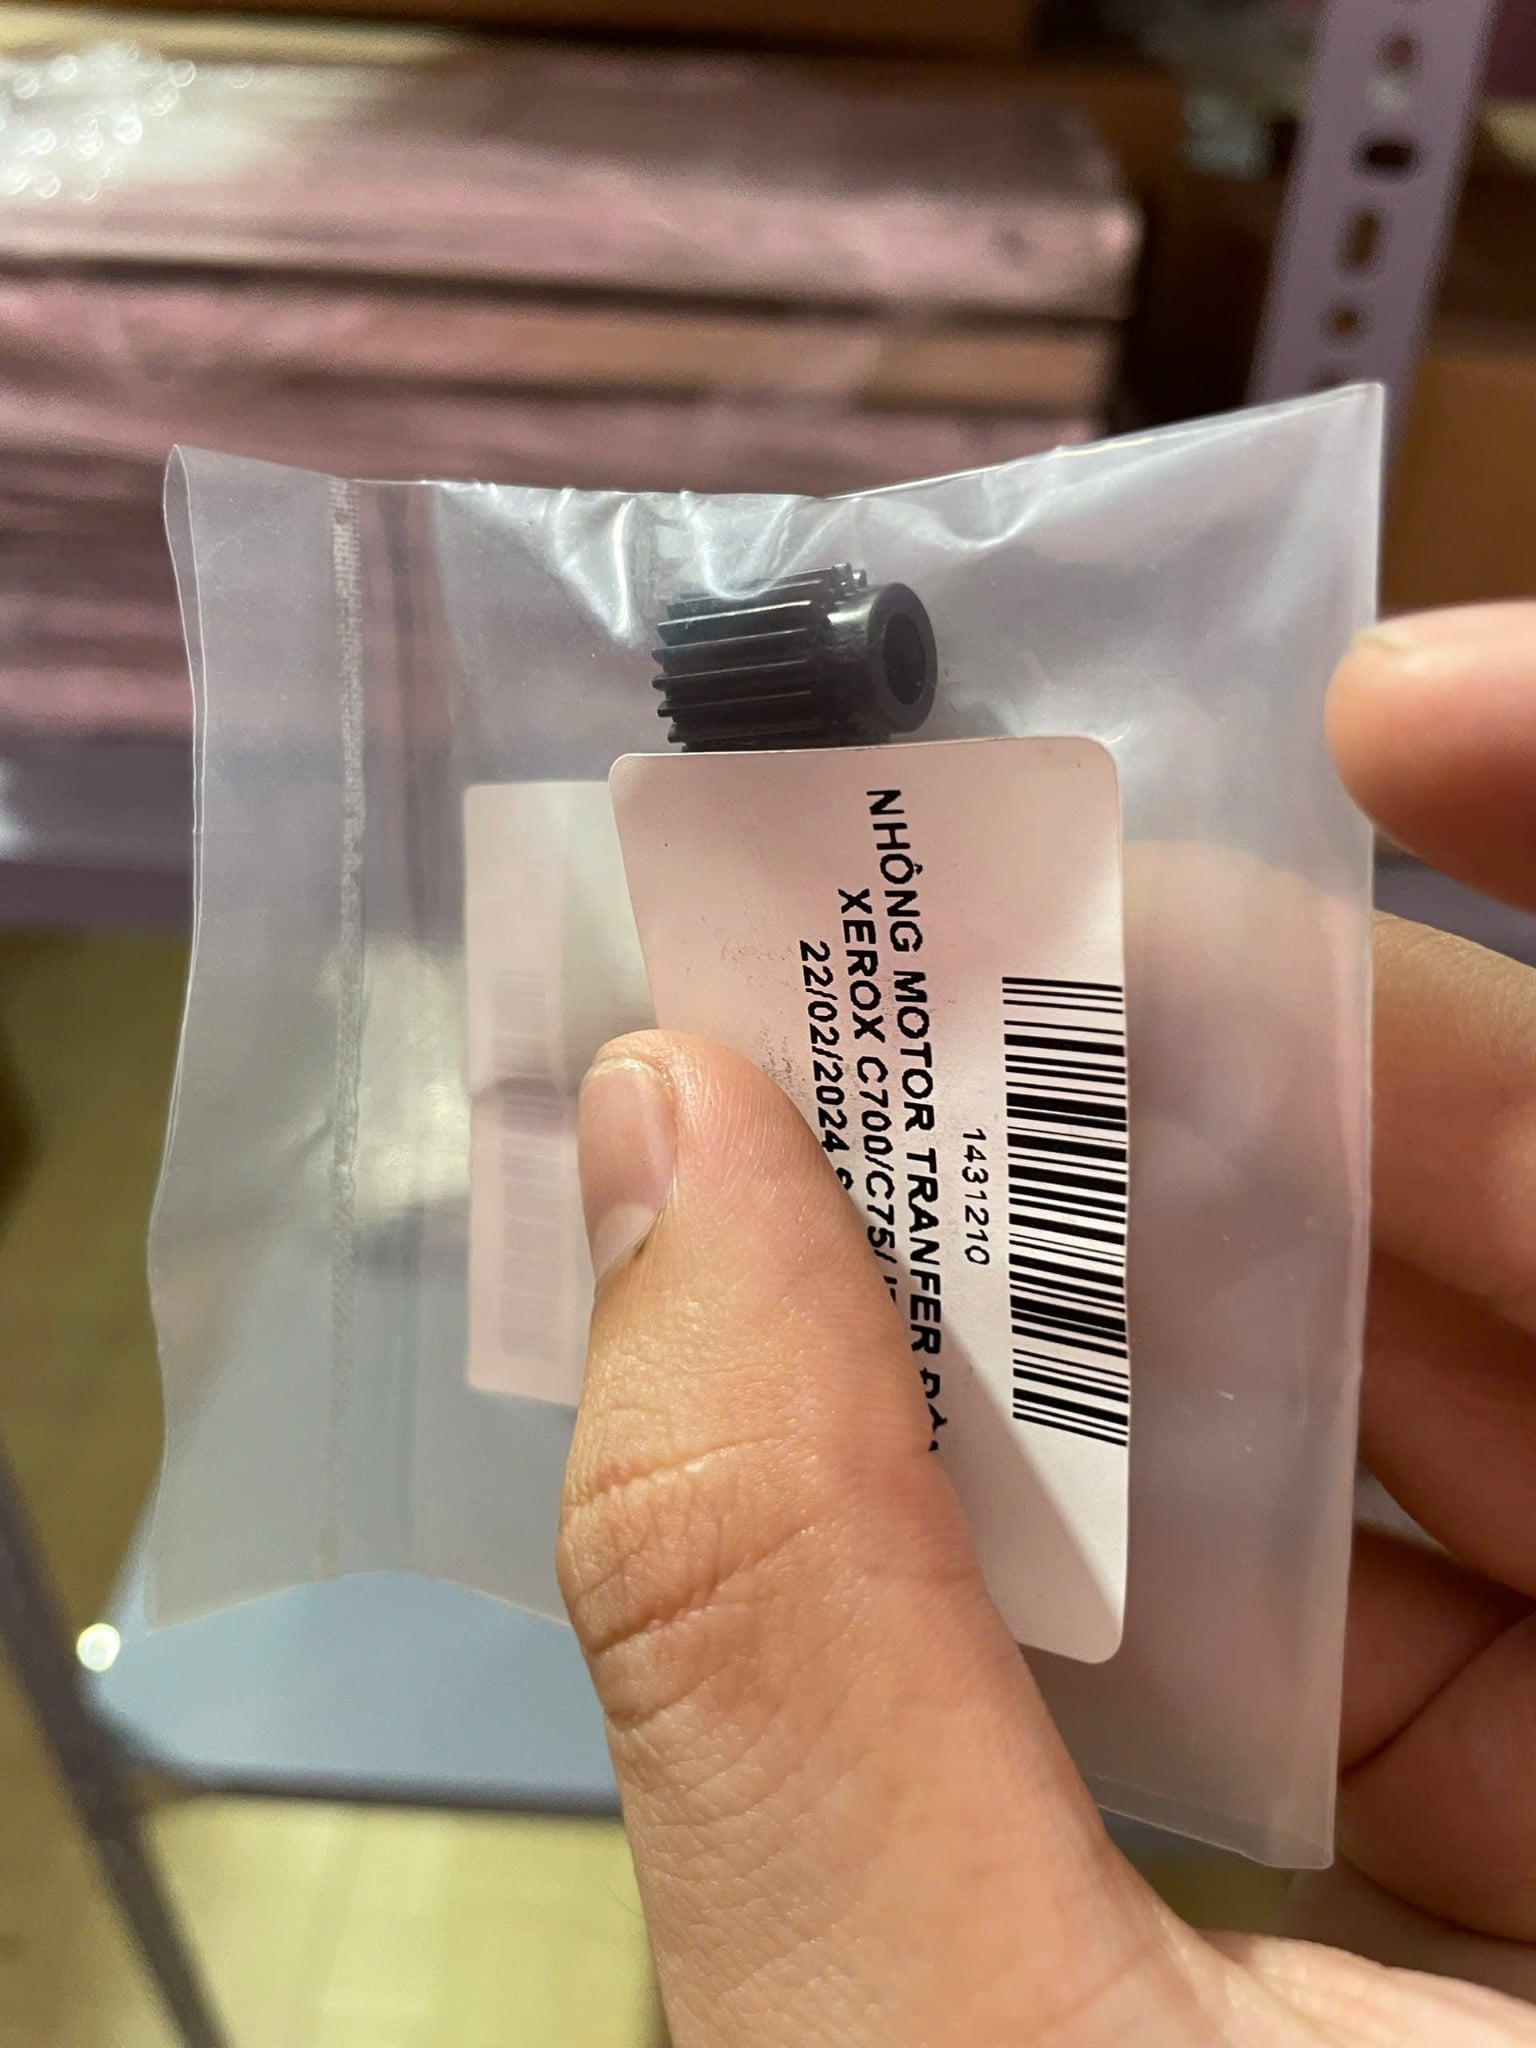 1431210
NHÔNG MOTOR TRANFER
XEROX C700/C75/
22/02/2024